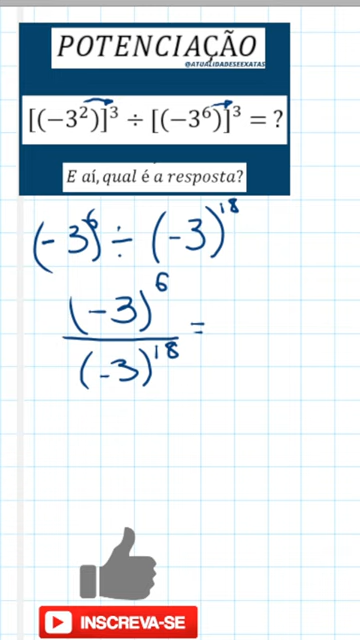 POTENCIAÇÃO
@ATUALIDADESEEXATAS
[(−3²)]³ ÷ [(−3⁶)]³ = ?
E aí, qual é a resposta?
(-3)⁶ ÷ (-3)¹⁸
(-3)⁶
=
(-3)¹⁸
INSCREVA-SE